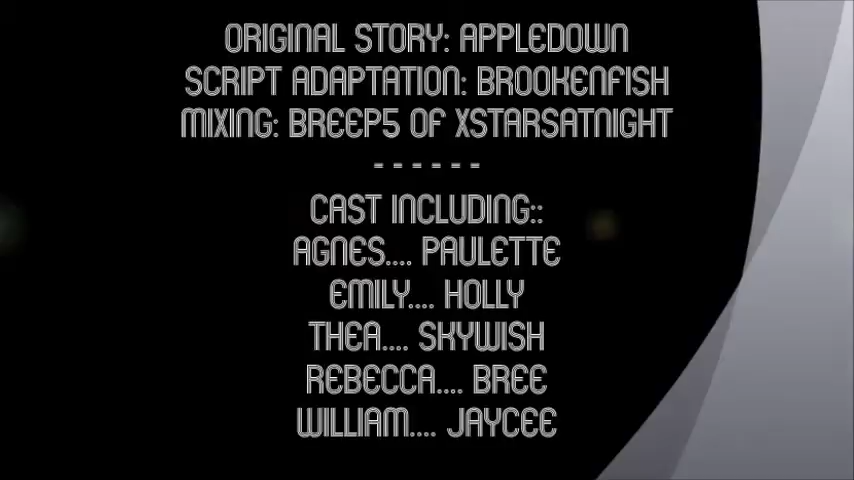 ORIGINAL STORY: APPLEDOWN
SCRIPT ADAPTATION: BROOKENFISH
MIXING: BREEP5 OF XSTARSATNIGHT
- - - - - -
CAST INCLUDING::
AGNES.... PAULETTE
EMILY.... HOLLY
THEA.... SKYWISH
REBECCA.... BREE
WILLIAM.... JAYCEE